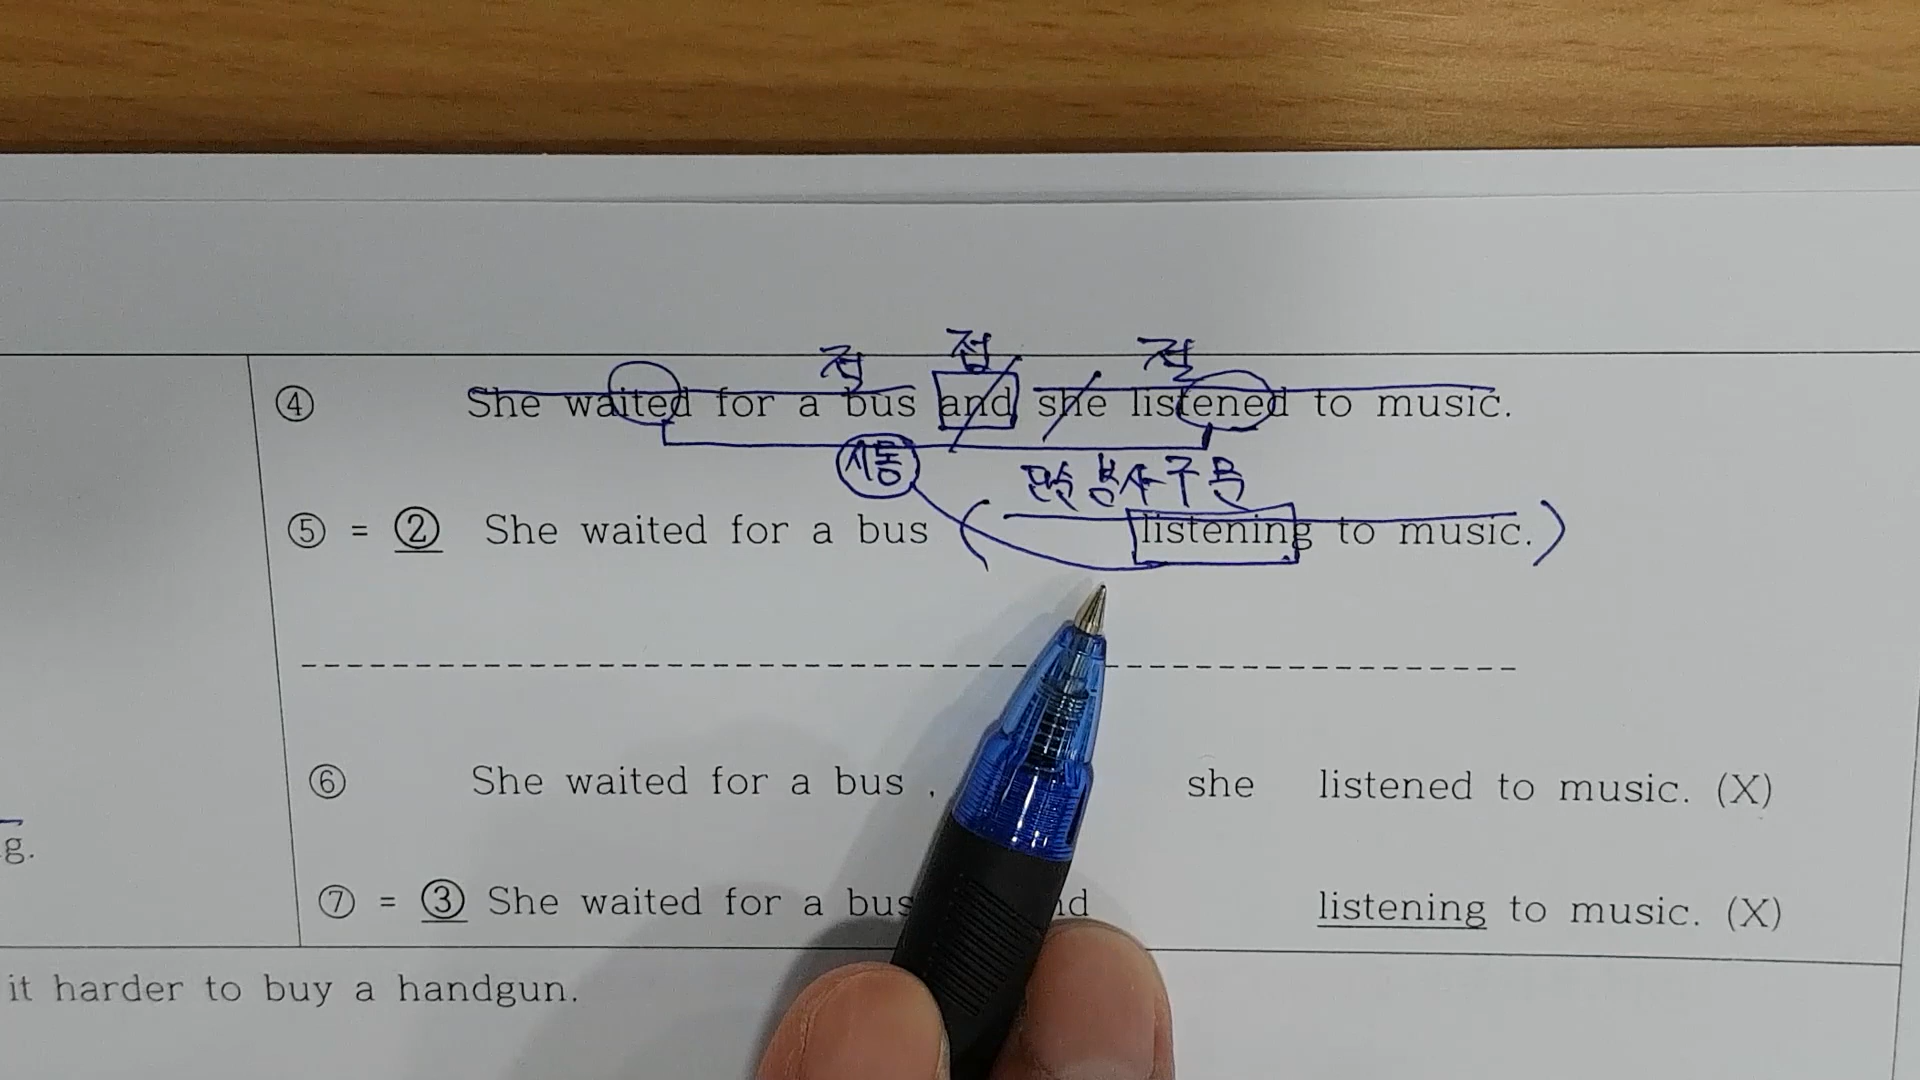 절 접 절
④ She waited for a bus and she listened to music.
시동 단순 분사구문
⑤ = ② She waited for a bus ( listening to music.)
⑥ She waited for a bus , she listened to music. (X)
g.
⑦ = ③ She waited for a bus listening to music. (X)
it harder to buy a handgun.